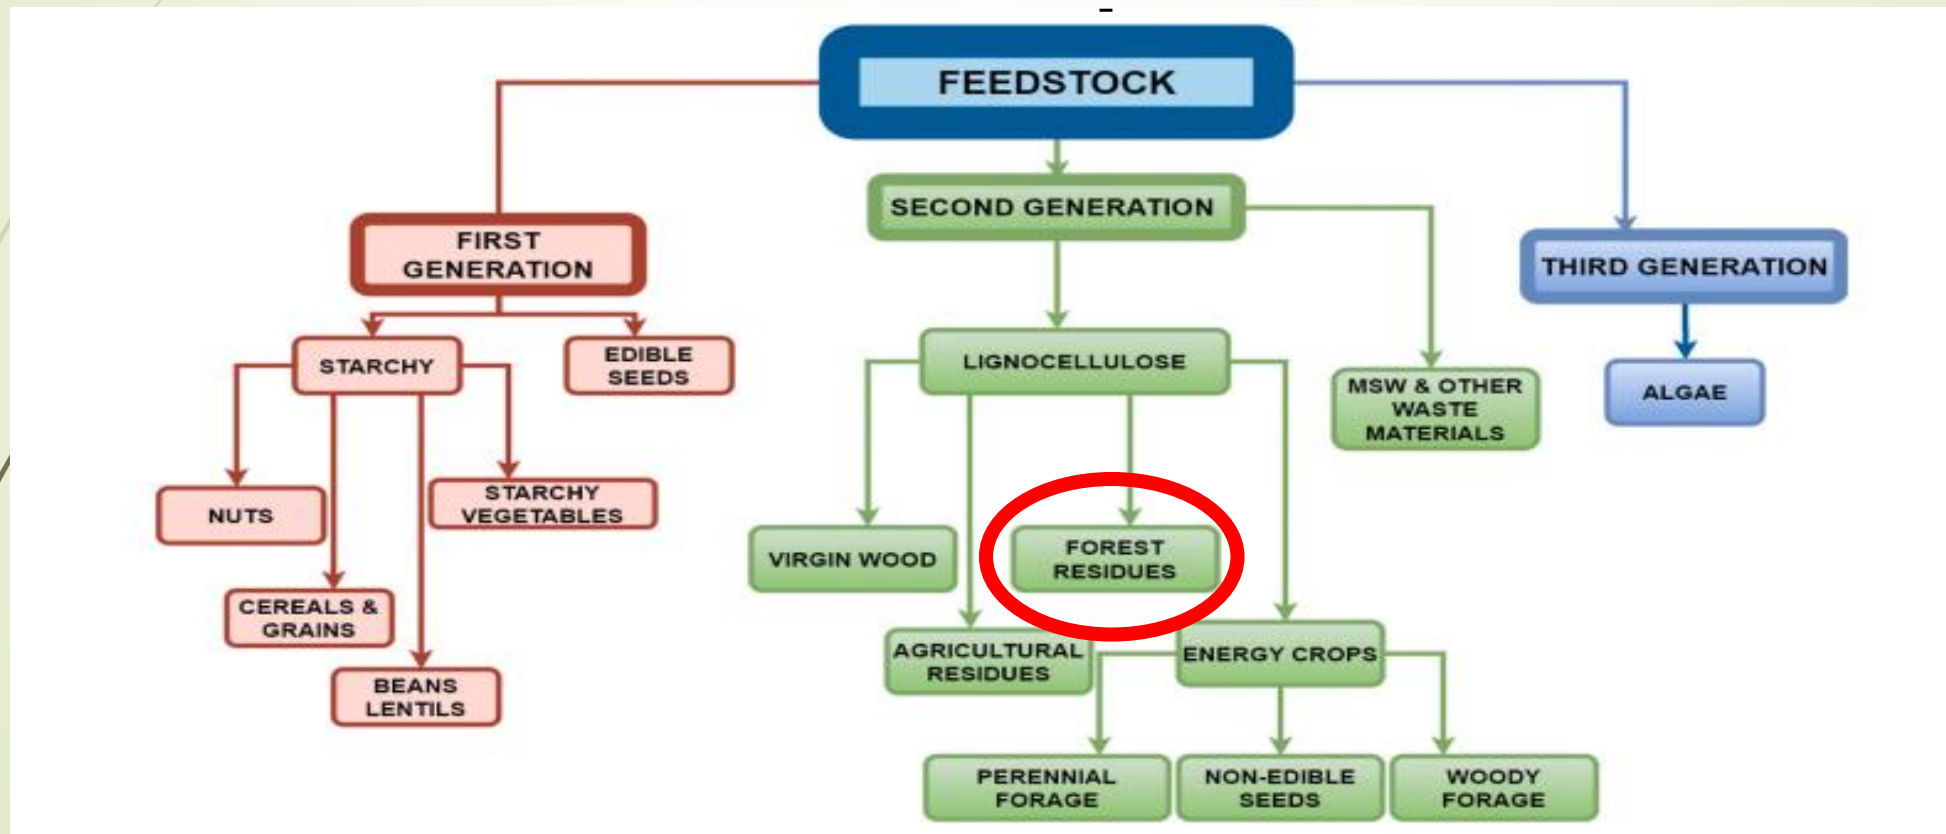 FEEDSTOCK
FIRST
GENERATION
STARCHY
EDIBLE
SEEDS
NUTS
STARCHY
VEGETABLES
CEREALS &
GRAINS
BEANS
LENTILS
SECOND GENERATION
LIGNOCELLULOSE
MSW & OTHER
WASTE
MATERIALS
VIRGIN WOOD
FOREST
RESIDUES
AGRICULTURAL
RESIDUES
ENERGY CROPS
PERENNIAL
FORAGE
NON-EDIBLE
SEEDS
WOODY
FORAGE
THIRD GENERATION
ALGAE